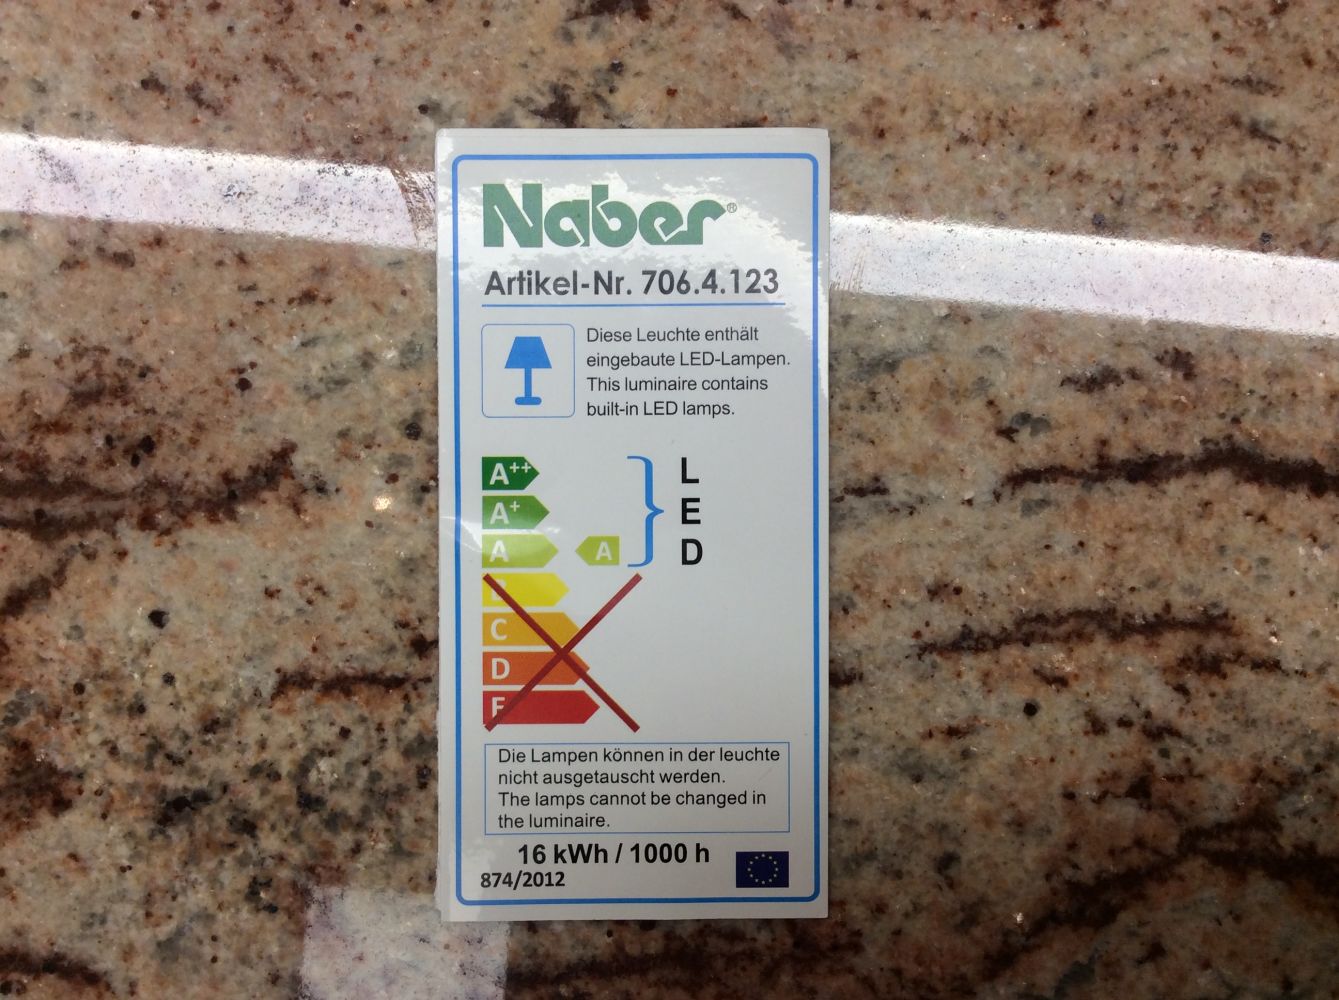 Naber®
Artikel-Nr. 706.4.123
Diese Leuchte enthält
eingebaute LED-Lampen.
This luminaire contains
built-in LED lamps.
A++
A+
A A
B
C
D
E
L
E
D
Die Lampen können in der leuchte
nicht ausgetauscht werden.
The lamps cannot be changed in
the luminaire.
16 kWh / 1000 h
874/2012